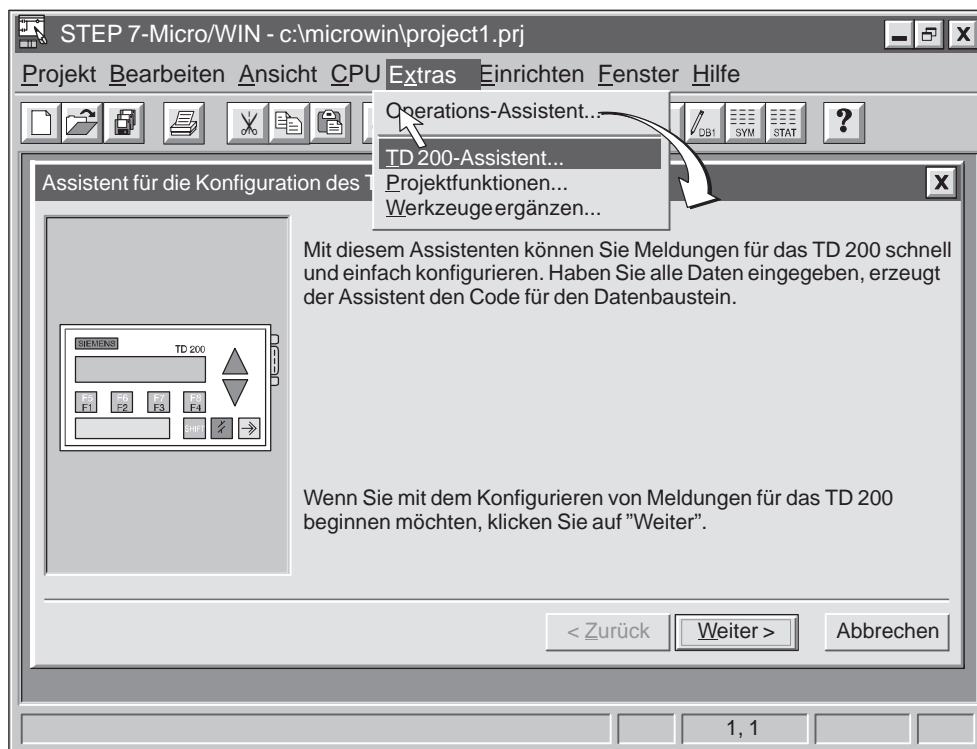 STEP 7-Micro/WIN - c:\microwin\project1.prj
Projekt Bearbeiten Ansicht CPU Extras Einrichten Fenster Hilfe
Operations-Assistent...
DB1 SYM STAT ?
TD 200-Assistent...
Projektfunktionen...
Werkzeuge ergänzen...
Assistent für die Konfiguration des T
Mit diesem Assistenten können Sie Meldungen für das TD 200 schnell
und einfach konfigurieren. Haben Sie alle Daten eingegeben, erzeugt
der Assistent den Code für den Datenbaustein.
SIEMENS
TD 200
F5 F6 F7 F8
F1 F2 F3 F4
SHIFT
Wenn Sie mit dem Konfigurieren von Meldungen für das TD 200
beginnen möchten, klicken Sie auf ”Weiter”.
< Zurück Weiter > Abbrechen
1, 1